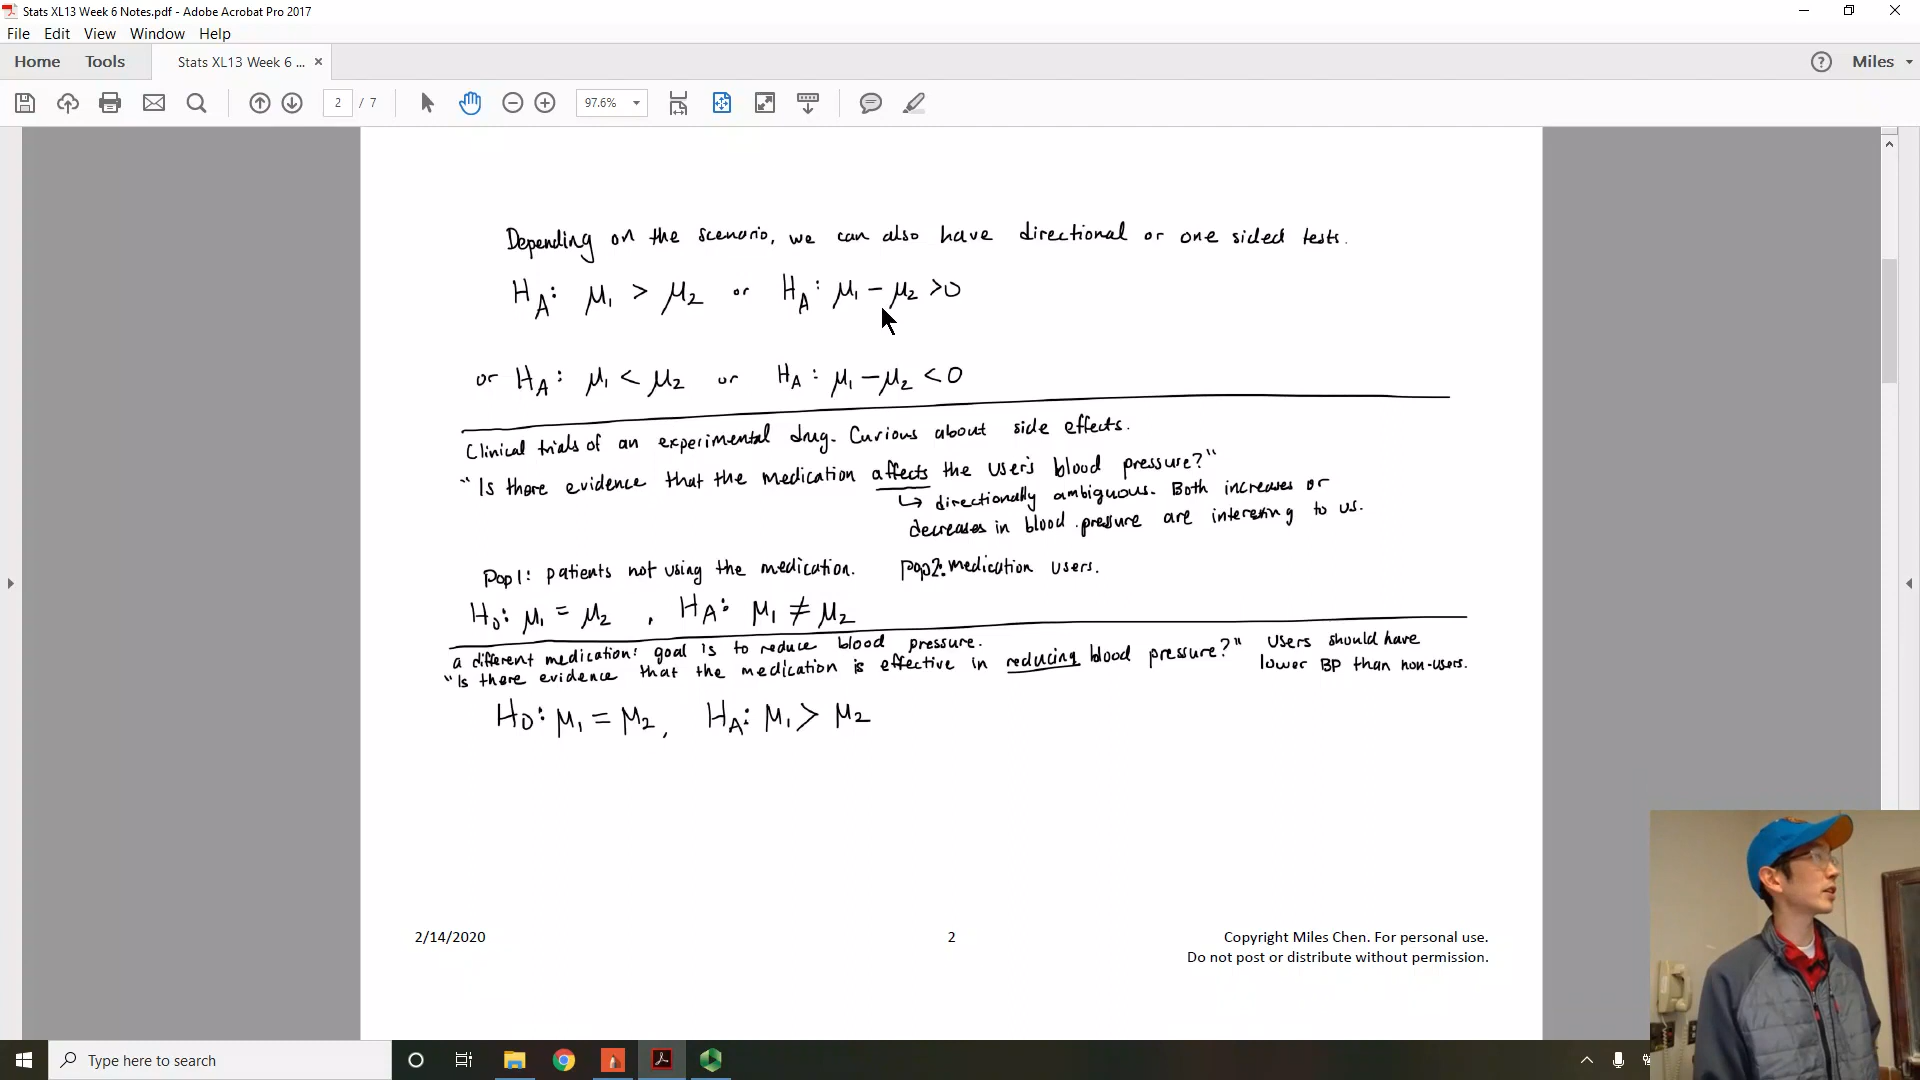 Stats XL13 Week 6 Notes.pdf - Adobe Acrobat Pro 2017
File Edit View Window Help
Home Tools Stats XL13 Week 6 ... × Miles
2 / 7 97.6%
Depending on the scenario, we can also have directional or one sided tests.
H_A: μ₁ > μ₂ or H_A: μ₁ - μ₂ >0
or H_A: μ₁ < μ₂ or H_A: μ₁ - μ₂ < 0
Clinical trials of an experimental drug. Curious about side effects.
"Is there evidence that the medication affects the user's blood pressure?"
↳ directionally ambiguous. Both increases or
decreases in blood pressure are interesting to us.
Pop1: patients not using the medication. Pop2: medication users.
H₀: μ₁ = μ₂ , H_A: μ₁ ≠ μ₂
a different medication: goal is to reduce blood pressure.
"Is there evidence that the medication is effective in reducing blood pressure?" Users should have
lower BP than non-users.
H₀: μ₁ = μ₂, H_A: μ₁ > μ₂
2/14/2020 2 Copyright Miles Chen. For personal use.
Do not post or distribute without permission.
Type here to search